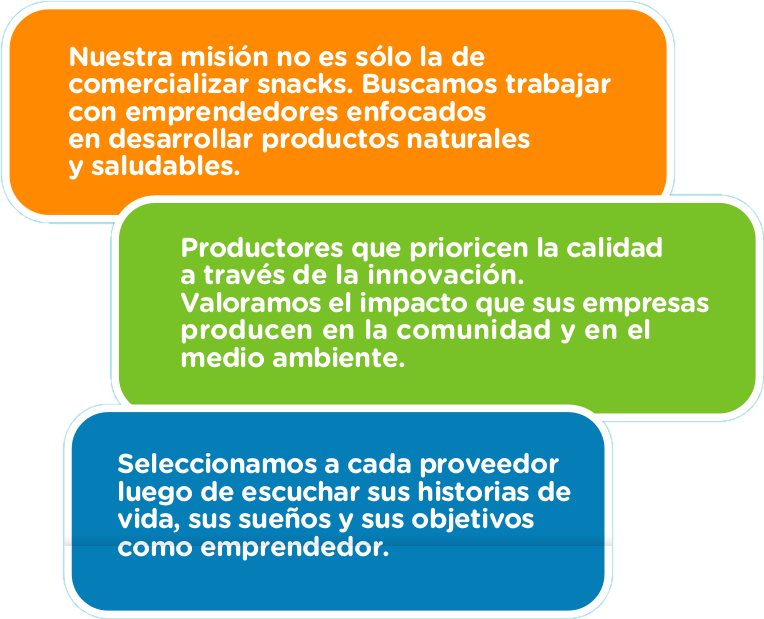 Nuestra misión no es sólo la de
comercializar snacks. Buscamos trabajar
con emprendedores enfocados
en desarrollar productos naturales
y saludables.
Productores que prioricen la calidad
a través de la innovación.
Valoramos el impacto que sus empresas
producen en la comunidad y en el
medio ambiente.
Seleccionamos a cada proveedor
luego de escuchar sus historias de
vida, sus sueños y sus objetivos
como emprendedor.